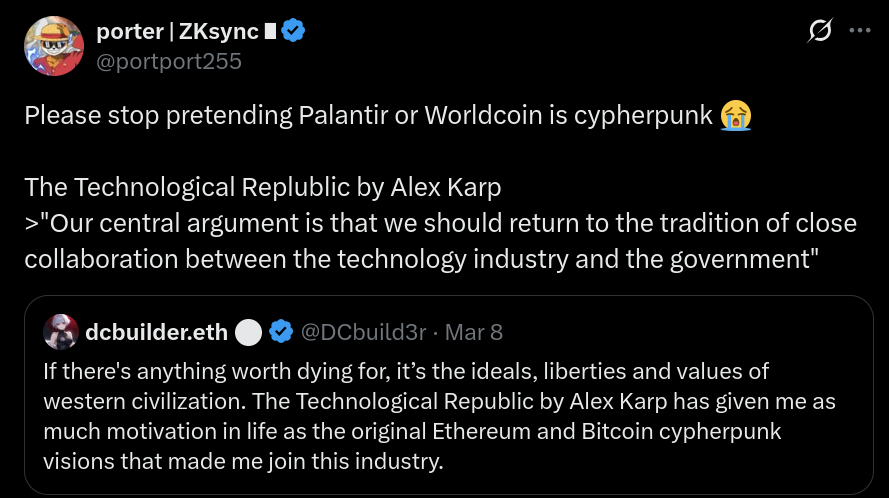 porter | ZKsync
@portport255
Please stop pretending Palantir or Worldcoin is cypherpunk 😭
The Technological Replublic by Alex Karp
>"Our central argument is that we should return to the tradition of close
collaboration between the technology industry and the government"
dcbuilder.eth @DCbuild3r · Mar 8
If there's anything worth dying for, it’s the ideals, liberties and values of
western civilization. The Technological Republic by Alex Karp has given me as
much motivation in life as the original Ethereum and Bitcoin cypherpunk
visions that made me join this industry.